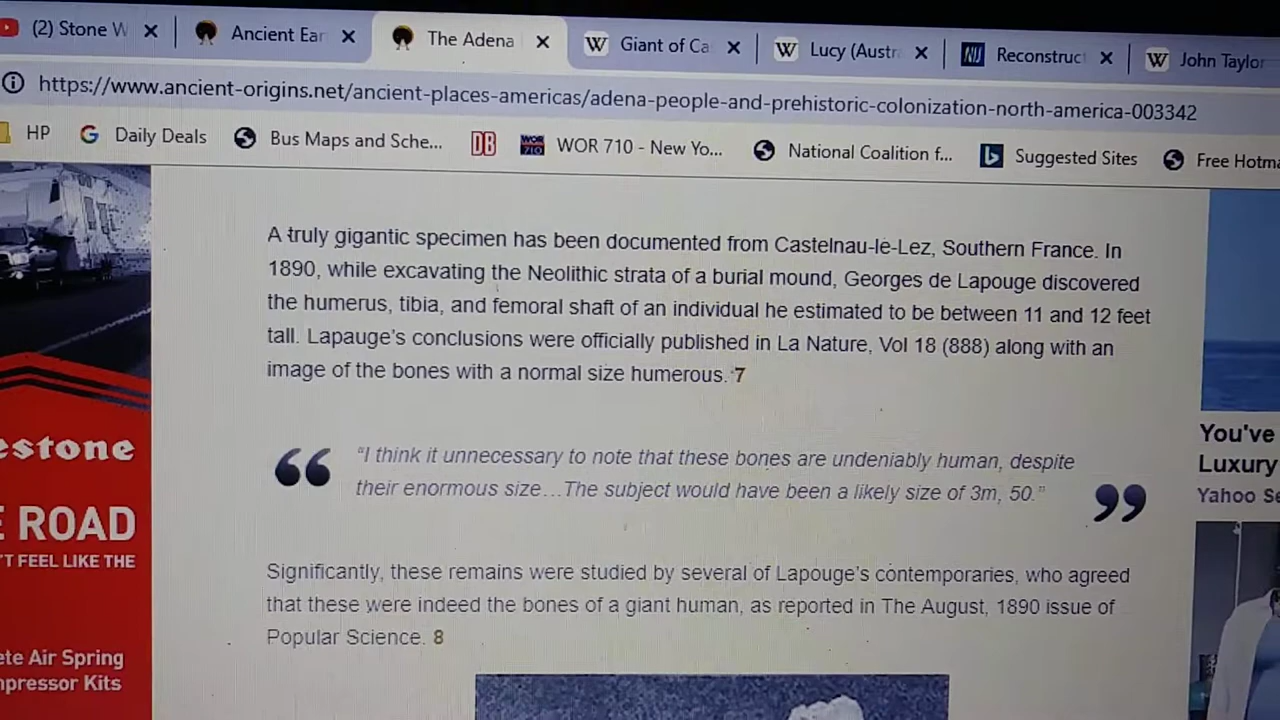 (2) Stone W
Ancient Ear
The Adena
Giant of Ca
Lucy (Austr
Reconstruct
John Taylor
https://www.ancient-origins.net/ancient-places-americas/adena-people-and-prehistoric-colonization-north-america-003342
HP
Daily Deals
Bus Maps and Sche...
DB
WOR 710 - New Yo...
National Coalition f...
Suggested Sites
Free Hotma
A truly gigantic specimen has been documented from Castelnau-le-Lez, Southern France. In
1890, while excavating the Neolithic strata of a burial mound, Georges de Lapouge discovered
the humerus, tibia, and femoral shaft of an individual he estimated to be between 11 and 12 feet
tall. Lapauge's conclusions were officially published in La Nature, Vol 18 (888) along with an
image of the bones with a normal size humerous. 7
“I think it unnecessary to note that these bones are undeniably human, despite
their enormous size…The subject would have been a likely size of 3m, 50.”
Significantly, these remains were studied by several of Lapouge's contemporaries, who agreed
that these were indeed the bones of a giant human, as reported in The August, 1890 issue of
Popular Science. 8
estone
E ROAD
'T FEEL LIKE THE
ete Air Spring
mpressor Kits
You've
Luxury
Yahoo Se